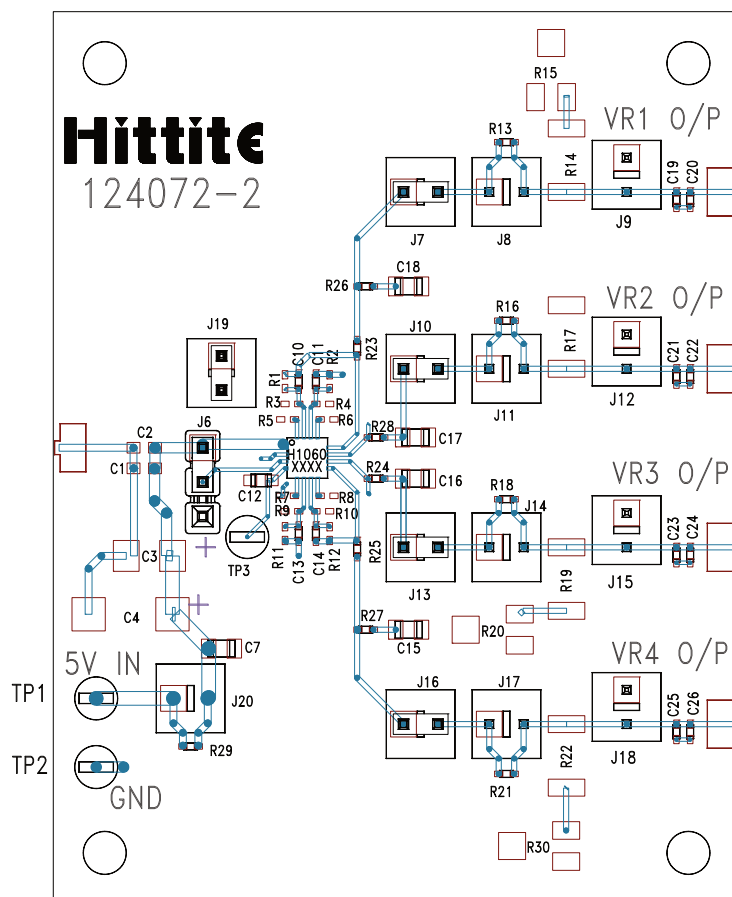 R15
VR1 O/P
Hittite
124072-2
R13
R14
C19
C20
J7
J8
J9
R26
C18
VR2 O/P
J19
J10
R16
R17
C21
C22
C10
C11
R2
R23
R1
J11
J12
R3
R4
R5
R6
J6
R28
C17
C2
H1060
XXXX
VR3 O/P
C1
R24
C16
C12
R7
R8
R18
R9
R10
J14
C23
C24
C3
R11
C13
C14
R12
R25
TP3
J13
J15
R19
C4
R27
R20
C15
C7
VR4 O/P
5V IN
TP1
J20
J16
J17
C25
C26
R29
R22
J18
TP2
R21
GND
R30